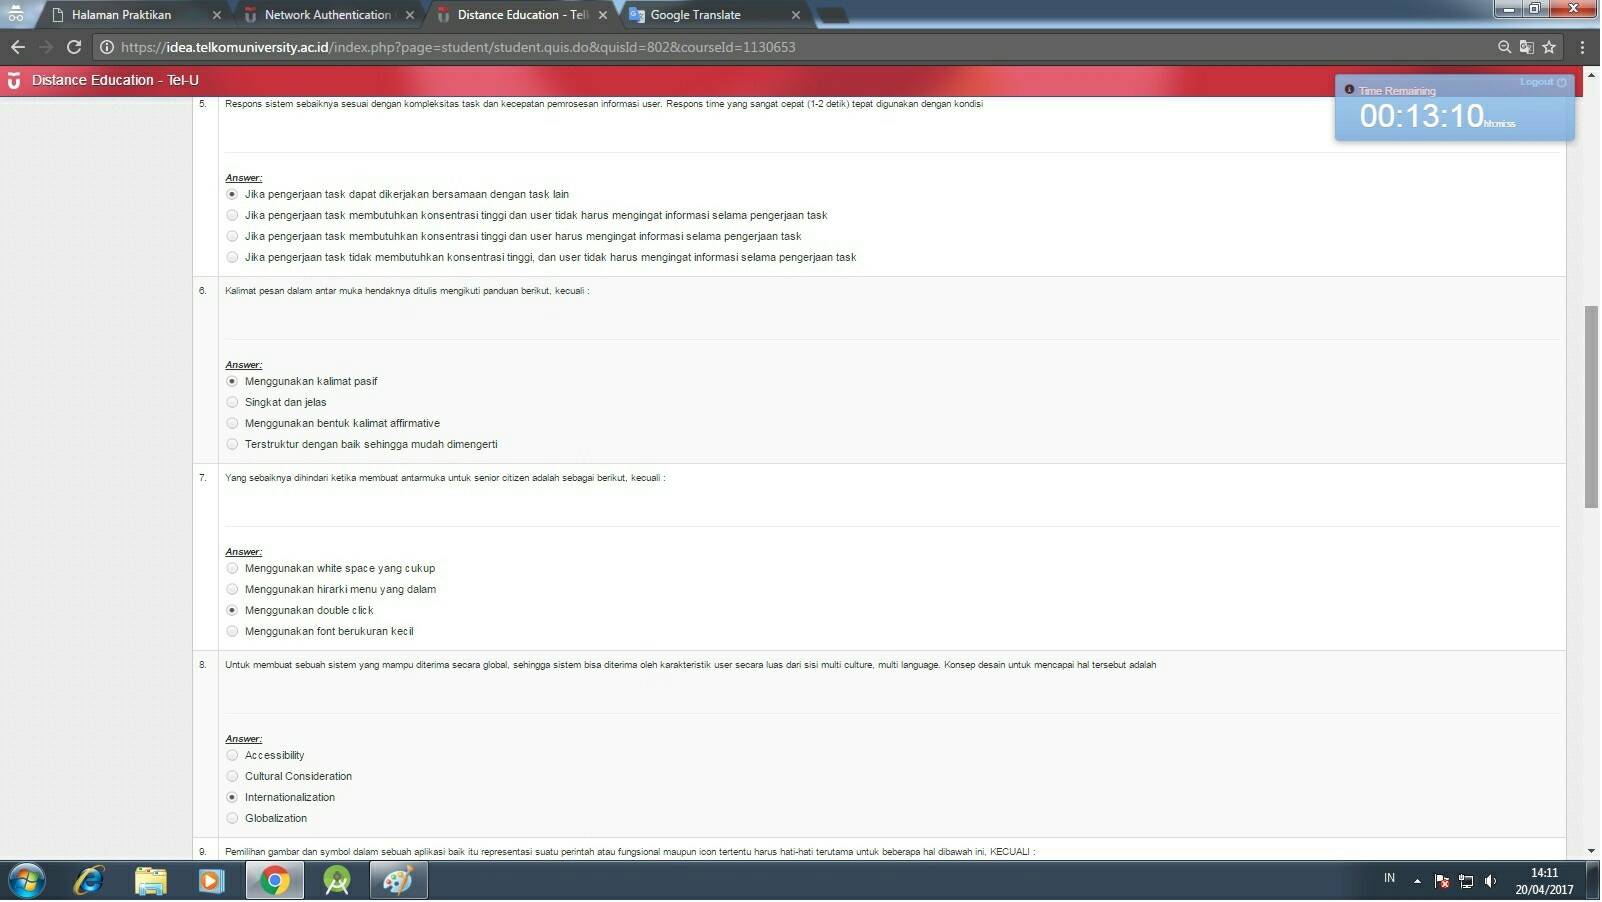 Halaman Praktikan
Network Authentication
Distance Education - Tel
Google Translate
https://idea.telkomuniversity.ac.id/index.php?page=student/student.quis.do&quisId=802&courseId=1130653
Distance Education - Tel-U
Logout
Time Remaining
00:13:10 hh:mi:ss
5. Respons sistem sebaiknya sesuai dengan kompleksitas task dan kecepatan pemrosesan informasi user. Respons time yang sangat cepat (1-2 detik) tepat digunakan dengan kondisi
Answer:
Jika pengerjaan task dapat dikerjakan bersamaan dengan task lain
Jika pengerjaan task membutuhkan konsentrasi tinggi dan user tidak harus mengingat informasi selama pengerjaan task
Jika pengerjaan task membutuhkan konsentrasi tinggi dan user harus mengingat informasi selama pengerjaan task
Jika pengerjaan task tidak membutuhkan konsentrasi tinggi, dan user tidak harus mengingat informasi selama pengerjaan task
6. Kalimat pesan dalam antar muka hendaknya ditulis mengikuti panduan berikut, kecuali :
Answer:
Menggunakan kalimat pasif
Singkat dan jelas
Menggunakan bentuk kalimat affirmative
Terstruktur dengan baik sehingga mudah dimengerti
7. Yang sebaiknya dihindari ketika membuat antarmuka untuk senior citizen adalah sebagai berikut, kecuali :
Answer:
Menggunakan white space yang cukup
Menggunakan hirarki menu yang dalam
Menggunakan double click
Menggunakan font berukuran kecil
8. Untuk membuat sebuah sistem yang mampu diterima secara global, sehingga sistem bisa diterima oleh karakteristik user secara luas dari sisi multi culture, multi language. Konsep desain untuk mencapai hal tersebut adalah
Answer:
Accessibility
Cultural Consideration
Internationalization
Globalization
9. Pemilihan gambar dan symbol dalam sebuah aplikasi baik itu representasi suatu perintah atau fungsional maupun icon tertentu harus hati-hati terutama untuk beberapa hal dibawah ini, KECUALI :
IN
14:11
20/04/2017